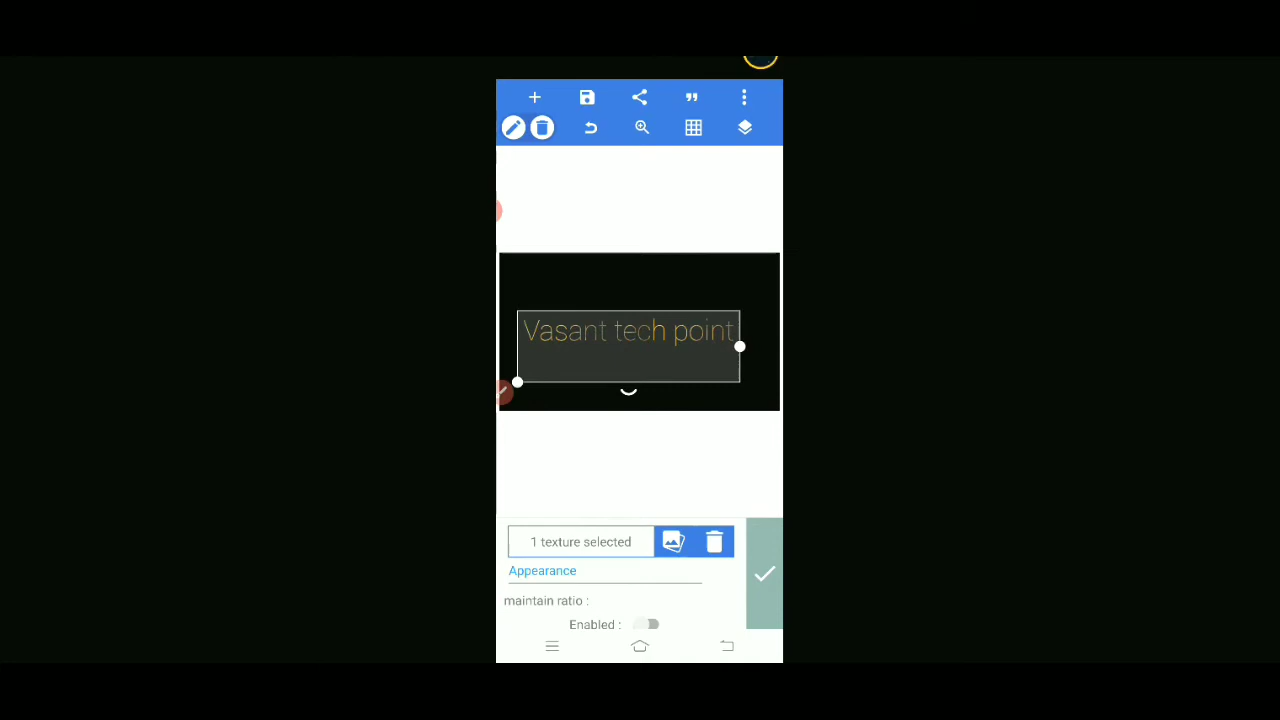 Vasant tech point
1 texture selected
Appearance
maintain ratio :
Enabled :